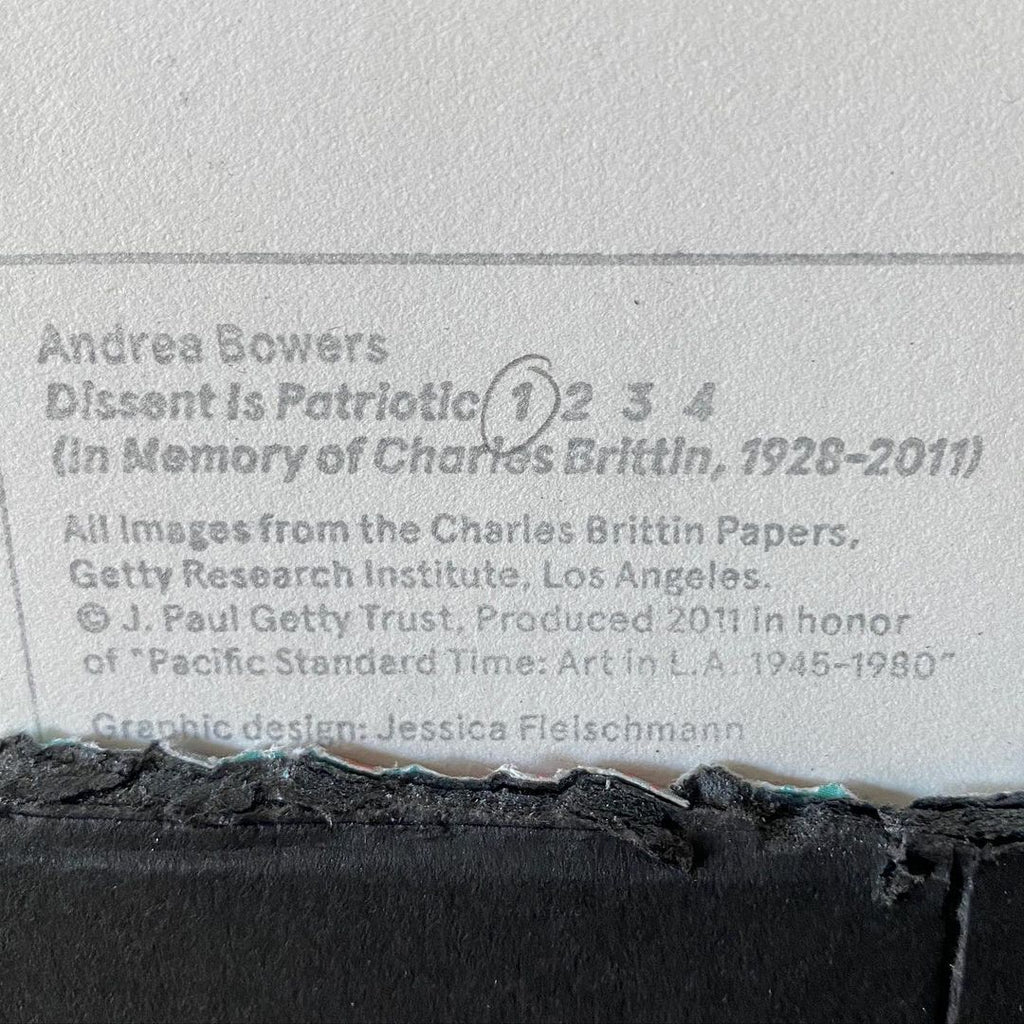 Andrea Bowers
Dissent Is Patriotic 1 2 3 4
(In Memory of Charles Brittin, 1928-2011)
All Images from the Charles Brittin Papers,
Getty Research Institute, Los Angeles.
© J. Paul Getty Trust, Produced 2011 in honor
of "Pacific Standard Time: Art in L.A. 1945-1980"
Graphic design: Jessica Fleischmann